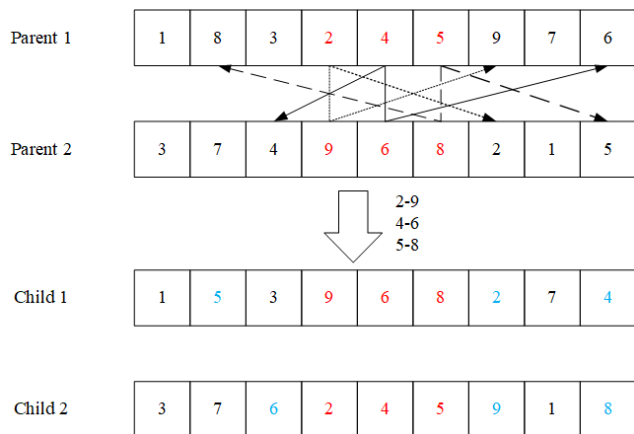 Parent 1 1 8 3 2 4 5 9 7 6
Parent 2 3 7 4 9 6 8 2 1 5
2-9
4-6
5-8
Child 1 1 5 3 9 6 8 2 7 4
Child 2 3 7 6 2 4 5 9 1 8